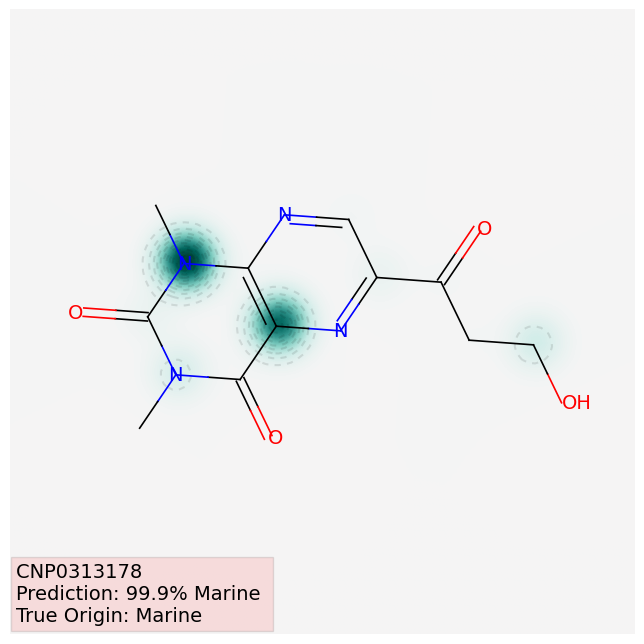 N
O
N
O
N
N
O
OH
CNP0313178
Prediction: 99.9% Marine
True Origin: Marine